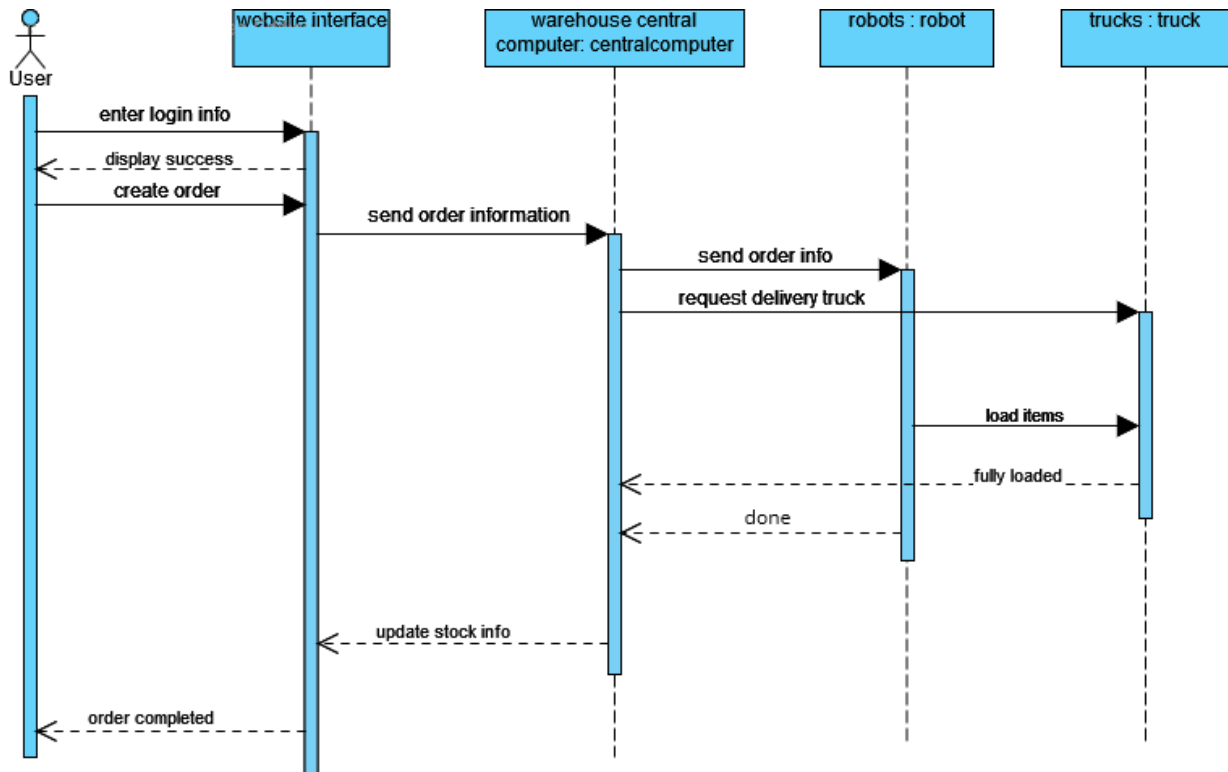 website interface
warehouse central
computer: centralcomputer
robots : robot
trucks : truck
User
enter login info
display success
create order
send order information
send order info
request delivery truck
load items
fully loaded
done
update stock info
order completed